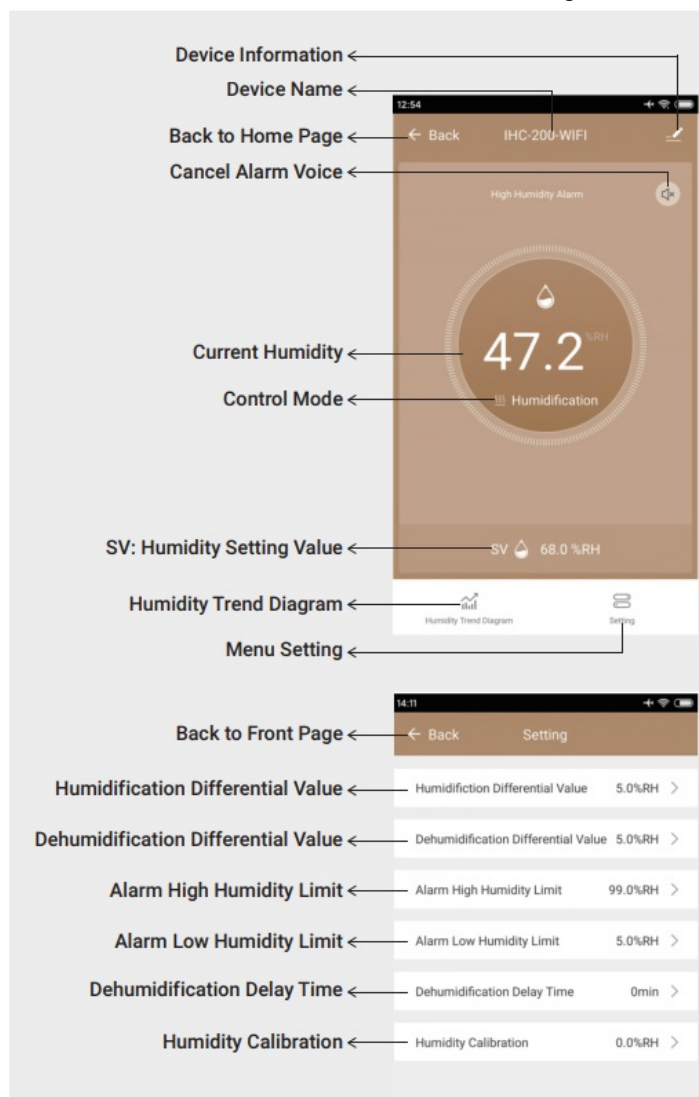 Device Information
Device Name
12:54
Back to Home Page
Back IHC-200-WIFI
Cancel Alarm Voice
High Humidity Alarm
Current Humidity
47.2 %RH
Control Mode
Humidification
SV: Humidity Setting Value
SV 68.0 %RH
Humidity Trend Diagram
Humidity Trend Diagram Setting
Menu Setting
14:11
Back to Front Page
Back Setting
Humidification Differential Value
Humidifiction Differential Value 5.0%RH
Dehumidification Differential Value
Dehumidification Differential Value 5.0%RH
Alarm High Humidity Limit
Alarm High Humidity Limit 99.0%RH
Alarm Low Humidity Limit
Alarm Low Humidity Limit 5.0%RH
Dehumidification Delay Time
Dehumidification Delay Time 0min
Humidity Calibration
Humidity Calibration 0.0%RH